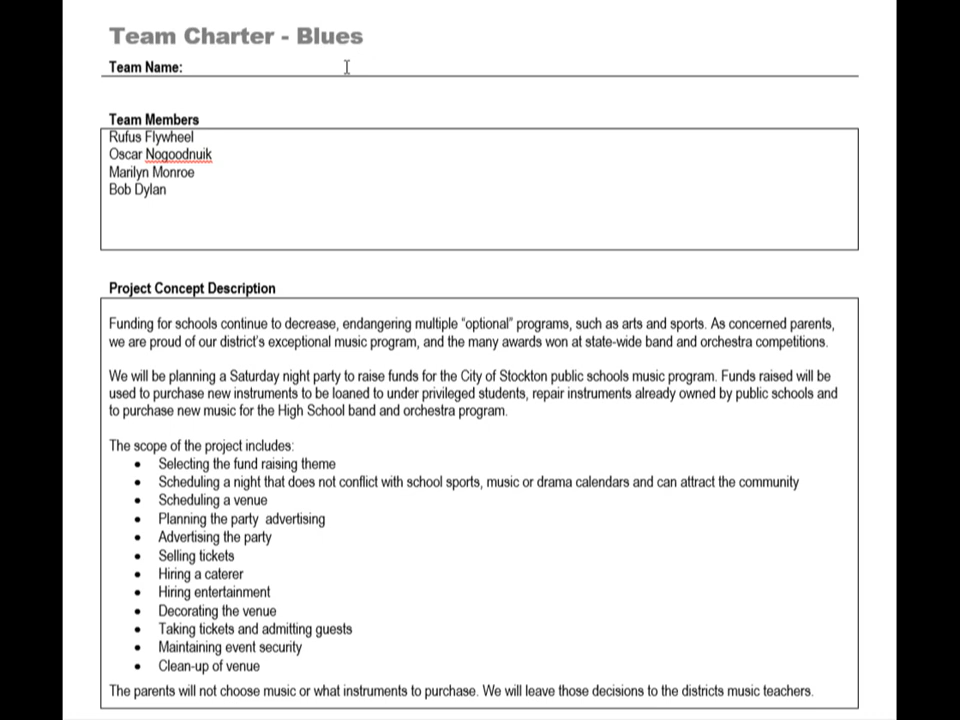 Team Charter - Blues
Team Name:
Team Members
Rufus Flywheel
Oscar Nogoodnuik
Marilyn Monroe
Bob Dylan
Project Concept Description
Funding for schools continue to decrease, endangering multiple “optional” programs, such as arts and sports. As concerned parents,
we are proud of our district’s exceptional music program, and the many awards won at state-wide band and orchestra competitions.
We will be planning a Saturday night party to raise funds for the City of Stockton public schools music program. Funds raised will be
used to purchase new instruments to be loaned to under privileged students, repair instruments already owned by public schools and
to purchase new music for the High School band and orchestra program.
The scope of the project includes:
• Selecting the fund raising theme
• Scheduling a night that does not conflict with school sports, music or drama calendars and can attract the community
• Scheduling a venue
• Planning the party  advertising
• Advertising the party
• Selling tickets
• Hiring a caterer
• Hiring entertainment
• Decorating the venue
• Taking tickets and admitting guests
• Maintaining event security
• Clean-up of venue
The parents will not choose music or what instruments to purchase. We will leave those decisions to the districts music teachers.